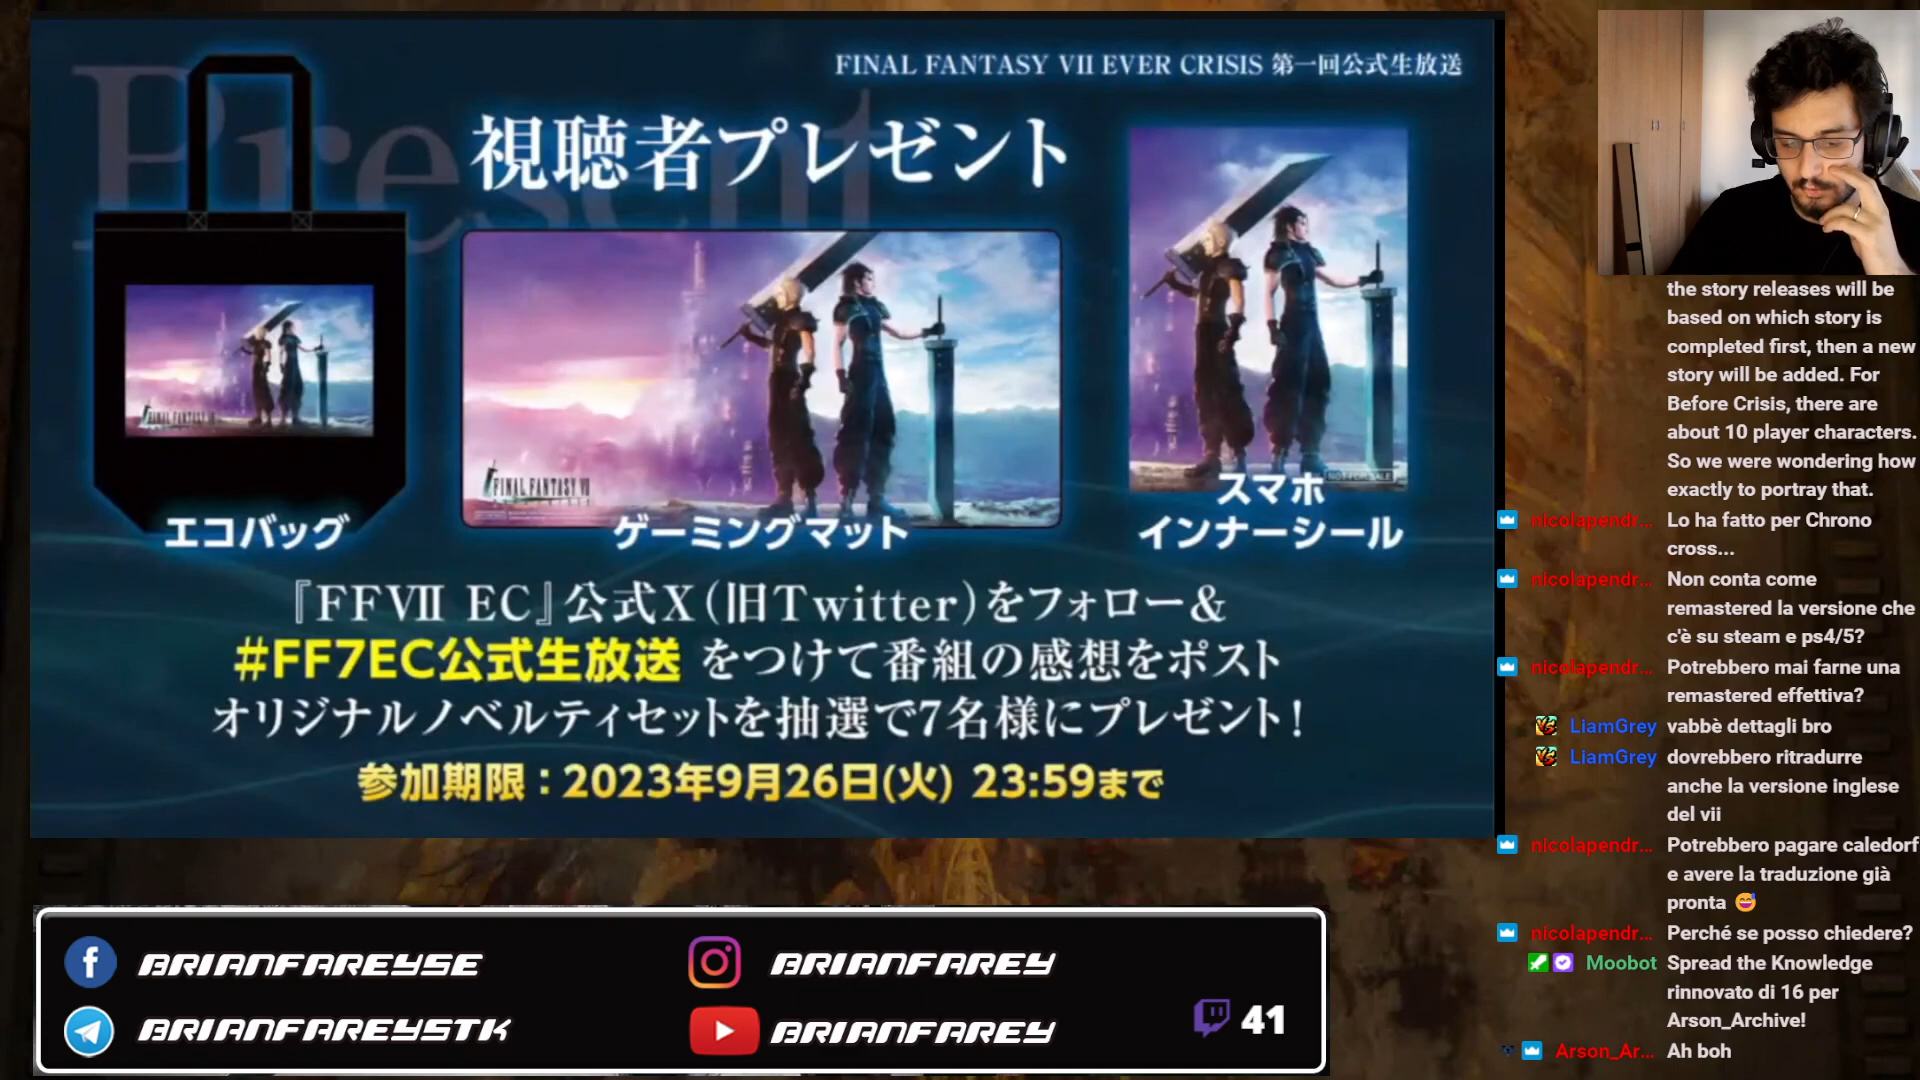 Present
FINAL FANTASY VII EVER CRISIS 第一回公式生放送
視聴者プレゼント
FINAL FANTASY VII
FINAL FANTASY VII
NOT FOR SALE
エコバッグ
ゲーミングマット
スマホ
インナーシール
『FFVII EC』公式X(旧Twitter)をフォロー&
#FF7EC公式生放送 をつけて番組の感想をポスト
オリジナルノベルティセットを抽選で7名様にプレゼント!
参加期限:2023年9月26日(火) 23:59まで
the story releases will be
based on which story is
completed first, then a new
story will be added. For
Before Crisis, there are
about 10 player characters.
So we were wondering how
exactly to portray that.
nicolapendr... Lo ha fatto per Chrono
cross...
nicolapendr... Non conta come
remastered la versione che
c'è su steam e ps4/5?
nicolapendr... Potrebbero mai farne una
remastered effettiva?
LiamGrey vabbè dettagli bro
LiamGrey dovrebbero ritradurre
anche la versione inglese
del vii
nicolapendr... Potrebbero pagare caledorf
e avere la traduzione già
pronta 😅
nicolapendr... Perché se posso chiedere?
Moobot Spread the Knowledge
rinnovato di 16 per
Arson_Archive!
Arson_Ar... Ah boh
BRIANFAREYSE
BRIANFAREY
BRIANFAREYSTK
BRIANFAREY
41